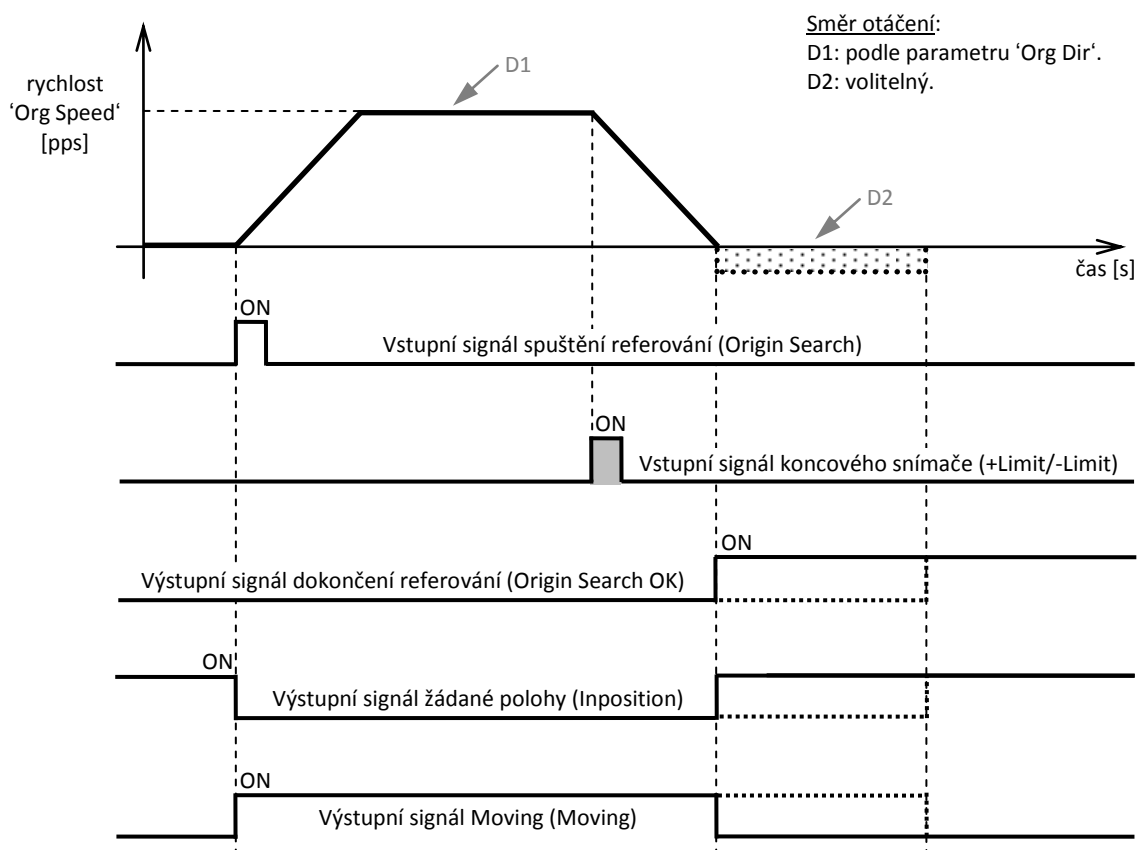 Směr otáčení:
D1: podle parametru ‘Org Dir‘.
D2: volitelný.
rychlost
‘Org Speed‘
[pps]
D1
D2
čas [s]
ON
Vstupní signál spuštění referování (Origin Search)
ON
Vstupní signál koncového snímače (+Limit/-Limit)
ON
Výstupní signál dokončení referování (Origin Search OK)
ON
Výstupní signál žádané polohy (Inposition)
ON
Výstupní signál Moving (Moving)